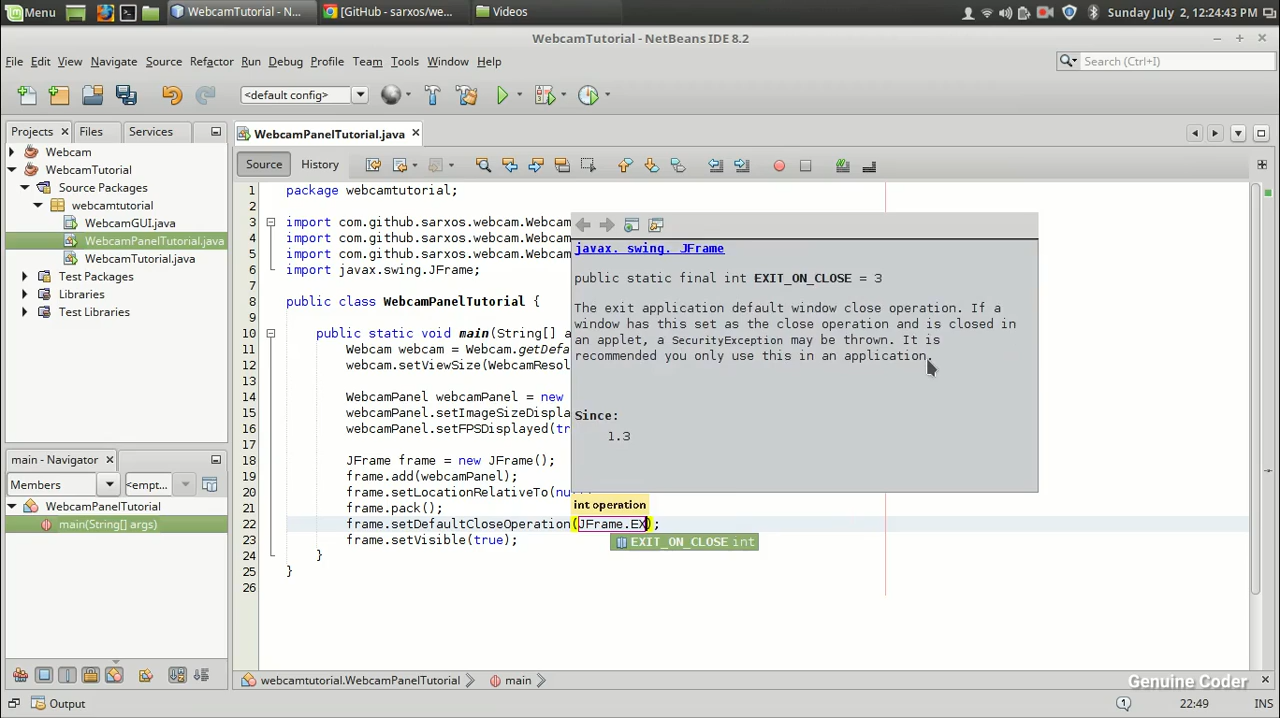 Menu
WebcamTutorial - N...
[GitHub - sarxos/we...
Videos
Sunday July 2, 12:24:43
WebcamTutorial - NetBeans IDE 8.2
File Edit View Navigate Source Refactor Run Debug Profile Team Tools Window Help
Search (Ctrl+I)
<default config>
Projects Files Services
WebcamPanelTutorial.java
Source History
Webcam
WebcamTutorial
Source Packages
webcamtutorial
WebcamGUI.java
WebcamPanelTutorial.java
WebcamTutorial.java
Test Packages
Libraries
Test Libraries
1 package webcamtutorial;
2
3 import com.github.sarxos.webcam.Webcam
4 import com.github.sarxos.webcam.Webcam
5 import com.github.sarxos.webcam.Webcam
6 import javax.swing.JFrame;
7
8 public class WebcamPanelTutorial {
9
10 public static void main(String[] a
11 Webcam webcam = Webcam.getDefa
12 webcam.setViewSize(WebcamResol
13
14 WebcamPanel webcamPanel = new
15 webcamPanel.setImageSizeDispla
16 webcamPanel.setFPSDisplayed(tr
17
18 JFrame frame = new JFrame();
19 frame.add(webcamPanel);
20 frame.setLocationRelativeTo(nu
21 frame.pack();
22 frame.setDefaultCloseOperation(JFrame.EX);
23 frame.setVisible(true);
24 }
25 }
26
javax. swing. JFrame
public static final int EXIT_ON_CLOSE = 3
The exit application default window close operation. If a
window has this set as the close operation and is closed in
an applet, a SecurityException may be thrown. It is
recommended you only use this in an application.
Since:
1.3
int operation
EXIT_ON_CLOSE int
main - Navigator
Members <empt...
WebcamPanelTutorial
main(String[] args)
webcamtutorial.WebcamPanelTutorial main
Genuine Coder
Output
1
22:49 INS